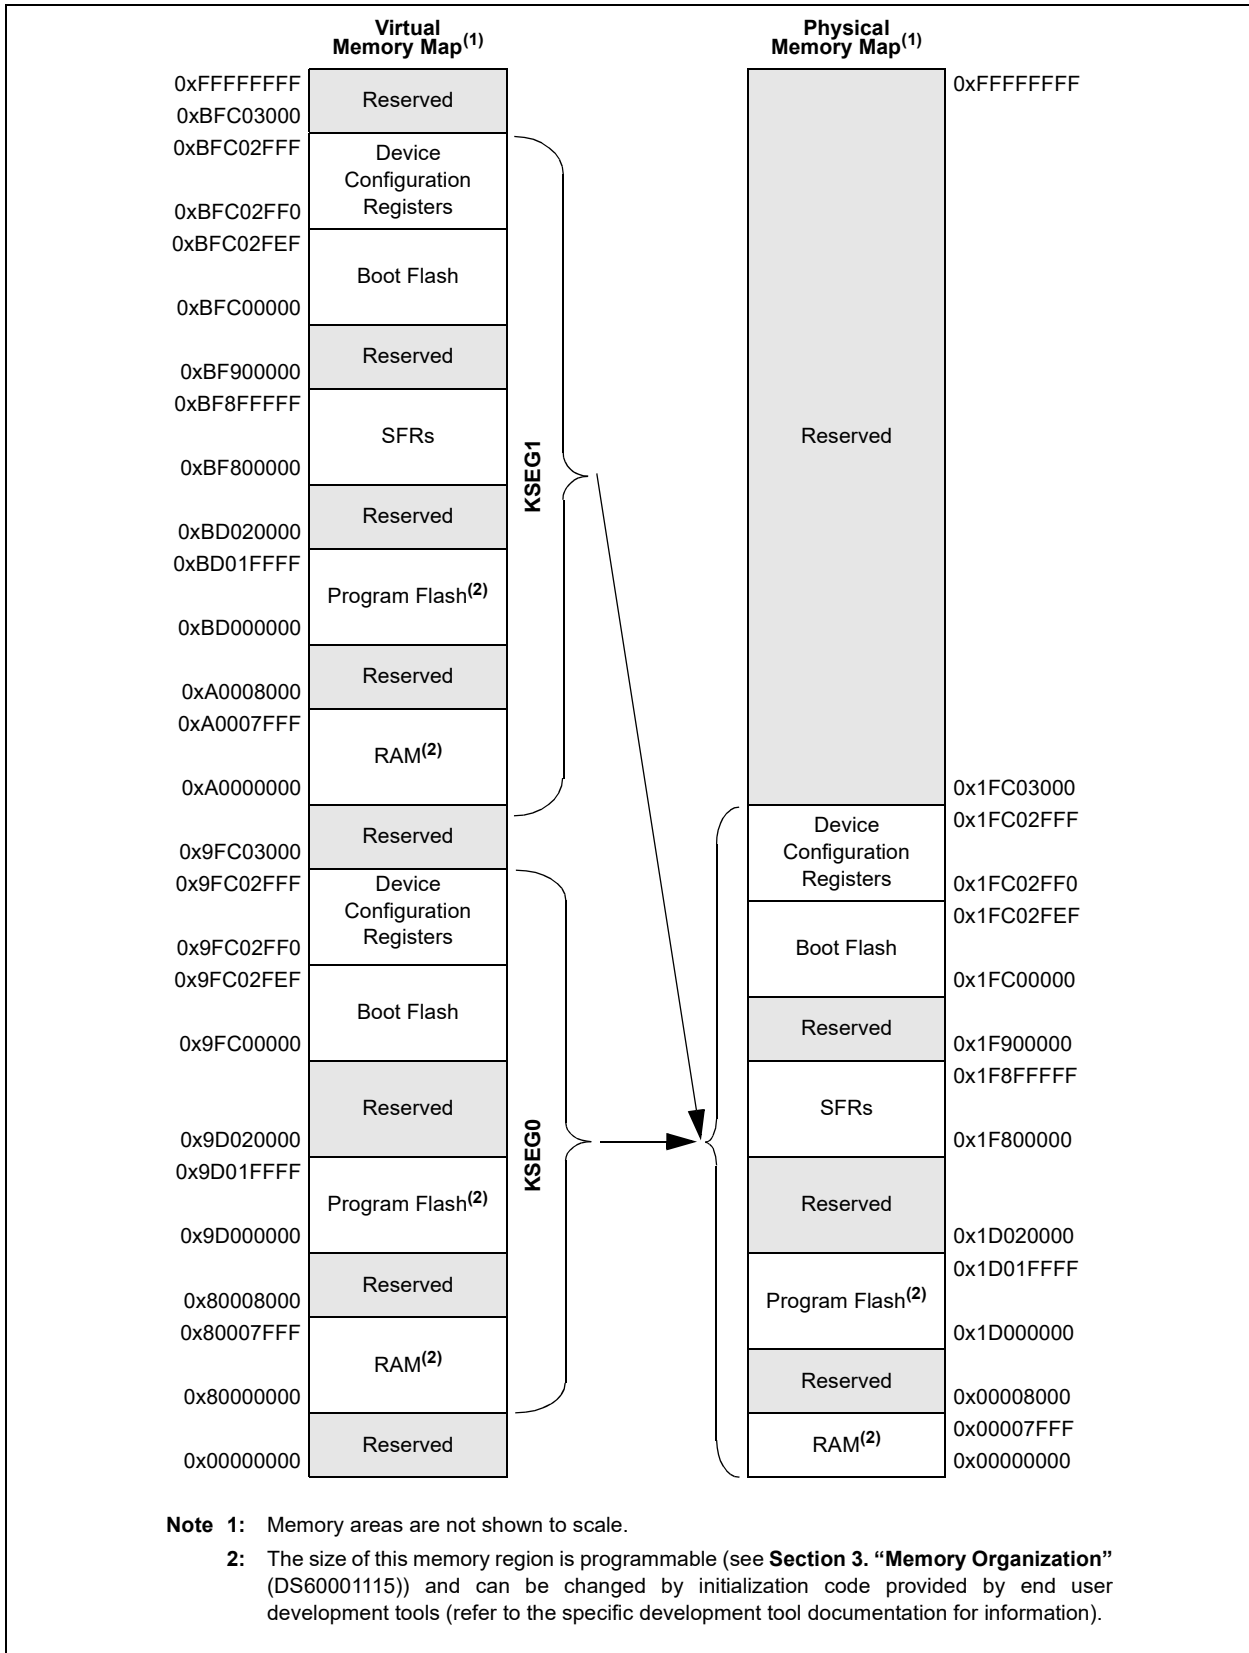 Virtual
Memory Map(1)
0xFFFFFFFF
Reserved
0xBFC03000
0xBFC02FFF
Device
Configuration
Registers
0xBFC02FF0
0xBFC02FEF
Boot Flash
0xBFC00000
Reserved
0xBF900000
0xBF8FFFFF
SFRs
0xBF800000
Reserved
0xBD020000
0xBD01FFFF
Program Flash(2)
0xBD000000
Reserved
0xA0008000
0xA0007FFF
RAM(2)
0xA0000000
Reserved
0x9FC03000
0x9FC02FFF
Device
Configuration
Registers
0x9FC02FF0
0x9FC02FEF
Boot Flash
0x9FC00000
Reserved
0x9D020000
0x9D01FFFF
Program Flash(2)
0x9D000000
Reserved
0x80008000
0x80007FFF
RAM(2)
0x80000000
Reserved
0x00000000
KSEG1
KSEG0
Physical
Memory Map(1)
0xFFFFFFFF
Reserved
0x1FC03000
0x1FC02FFF
Device
Configuration
Registers
0x1FC02FF0
0x1FC02FEF
Boot Flash
0x1FC00000
Reserved
0x1F900000
0x1F8FFFFF
SFRs
0x1F800000
Reserved
0x1D020000
0x1D01FFFF
Program Flash(2)
0x1D000000
Reserved
0x00008000
0x00007FFF
RAM(2)
0x00000000
Note 1: Memory areas are not shown to scale.
2: The size of this memory region is programmable (see Section 3. “Memory Organization”
(DS60001115)) and can be changed by initialization code provided by end user
development tools (refer to the specific development tool documentation for information).